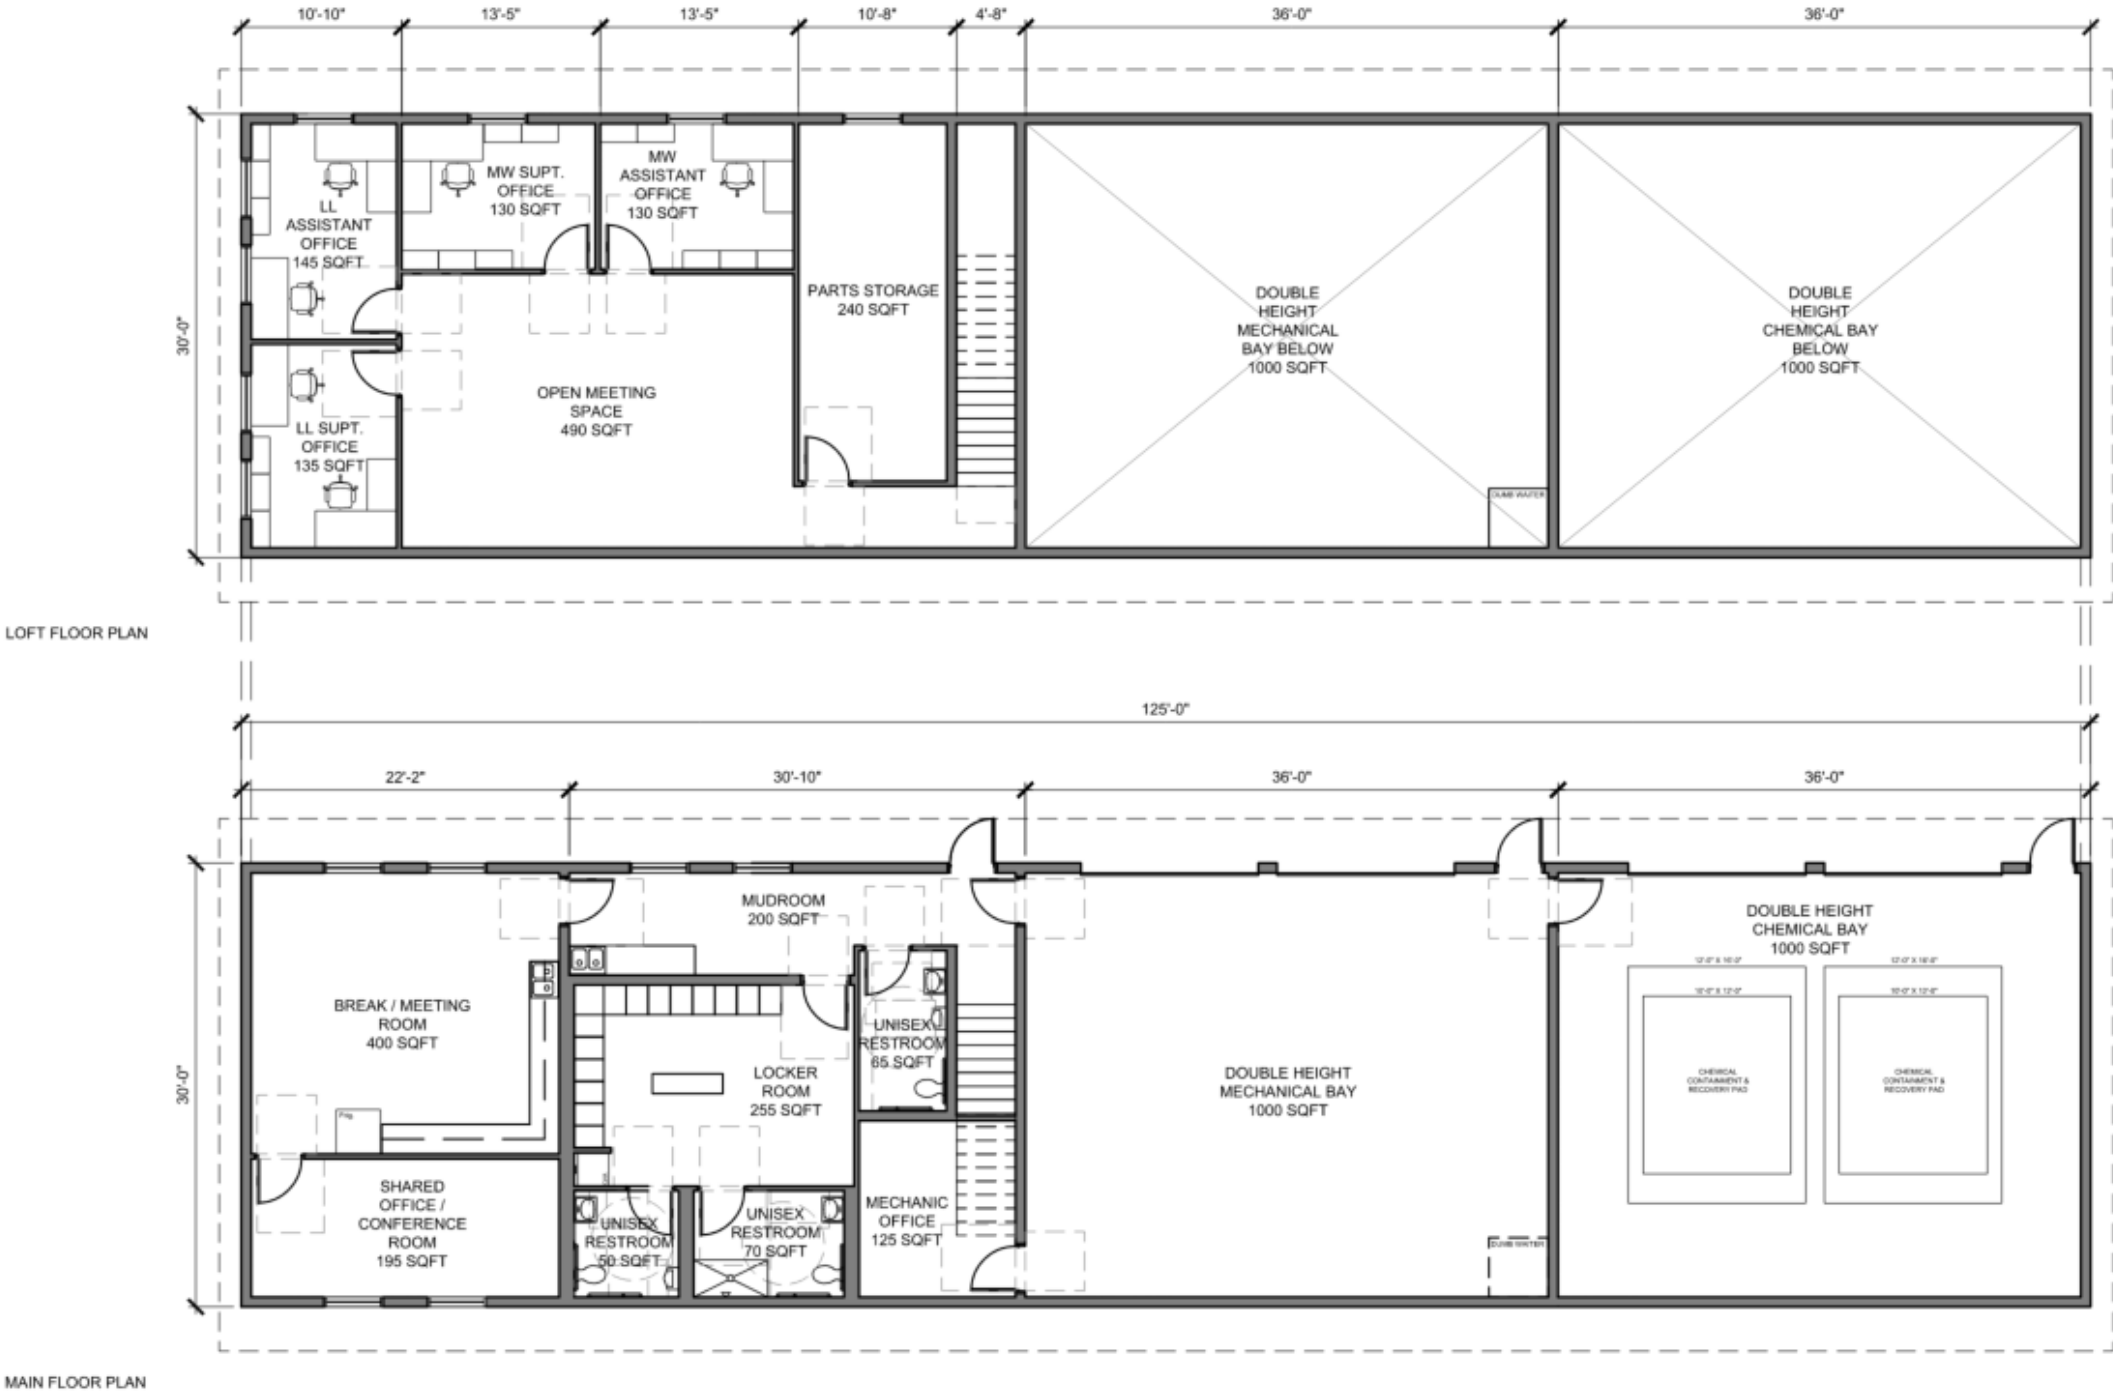 10'-10"
13'-5"
13'-5"
10'-8"
4'-8"
36'-0"
36'-0"
30'-0"
LL
ASSISTANT
OFFICE
145 SQFT
MW SUPT.
OFFICE
130 SQFT
MW
ASSISTANT
OFFICE
130 SQFT
PARTS STORAGE
240 SQFT
DOUBLE
HEIGHT
MECHANICAL
BAY BELOW
1000 SQFT
DOUBLE
HEIGHT
CHEMICAL BAY
BELOW
1000 SQFT
OPEN MEETING
SPACE
490 SQFT
LL SUPT.
OFFICE
135 SQFT
DUMB WAITER
LOFT FLOOR PLAN
125'-0"
22'-2"
30'-10"
36'-0"
36'-0"
30'-0"
MUDROOM
200 SQFT
DOUBLE HEIGHT
CHEMICAL BAY
1000 SQFT
BREAK / MEETING
ROOM
400 SQFT
UNISEX
RESTROOM
65 SQFT
LOCKER
ROOM
255 SQFT
DOUBLE HEIGHT
MECHANICAL BAY
1000 SQFT
CHEMICAL
CONTAINMENT &
RECOVERY PAD
CHEMICAL
CONTAINMENT &
RECOVERY PAD
SHARED
OFFICE /
CONFERENCE
ROOM
195 SQFT
UNISEX
RESTROOM
50 SQFT
UNISEX
RESTROOM
70 SQFT
MECHANIC
OFFICE
125 SQFT
DUMB WAITER
MAIN FLOOR PLAN